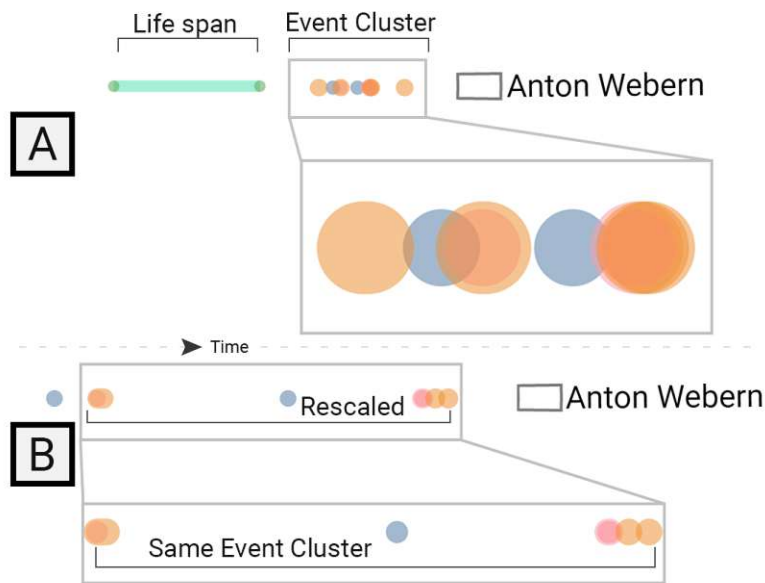 Life span
Event Cluster
Anton Webern
A
Time
Anton Webern
Rescaled
B
Same Event Cluster